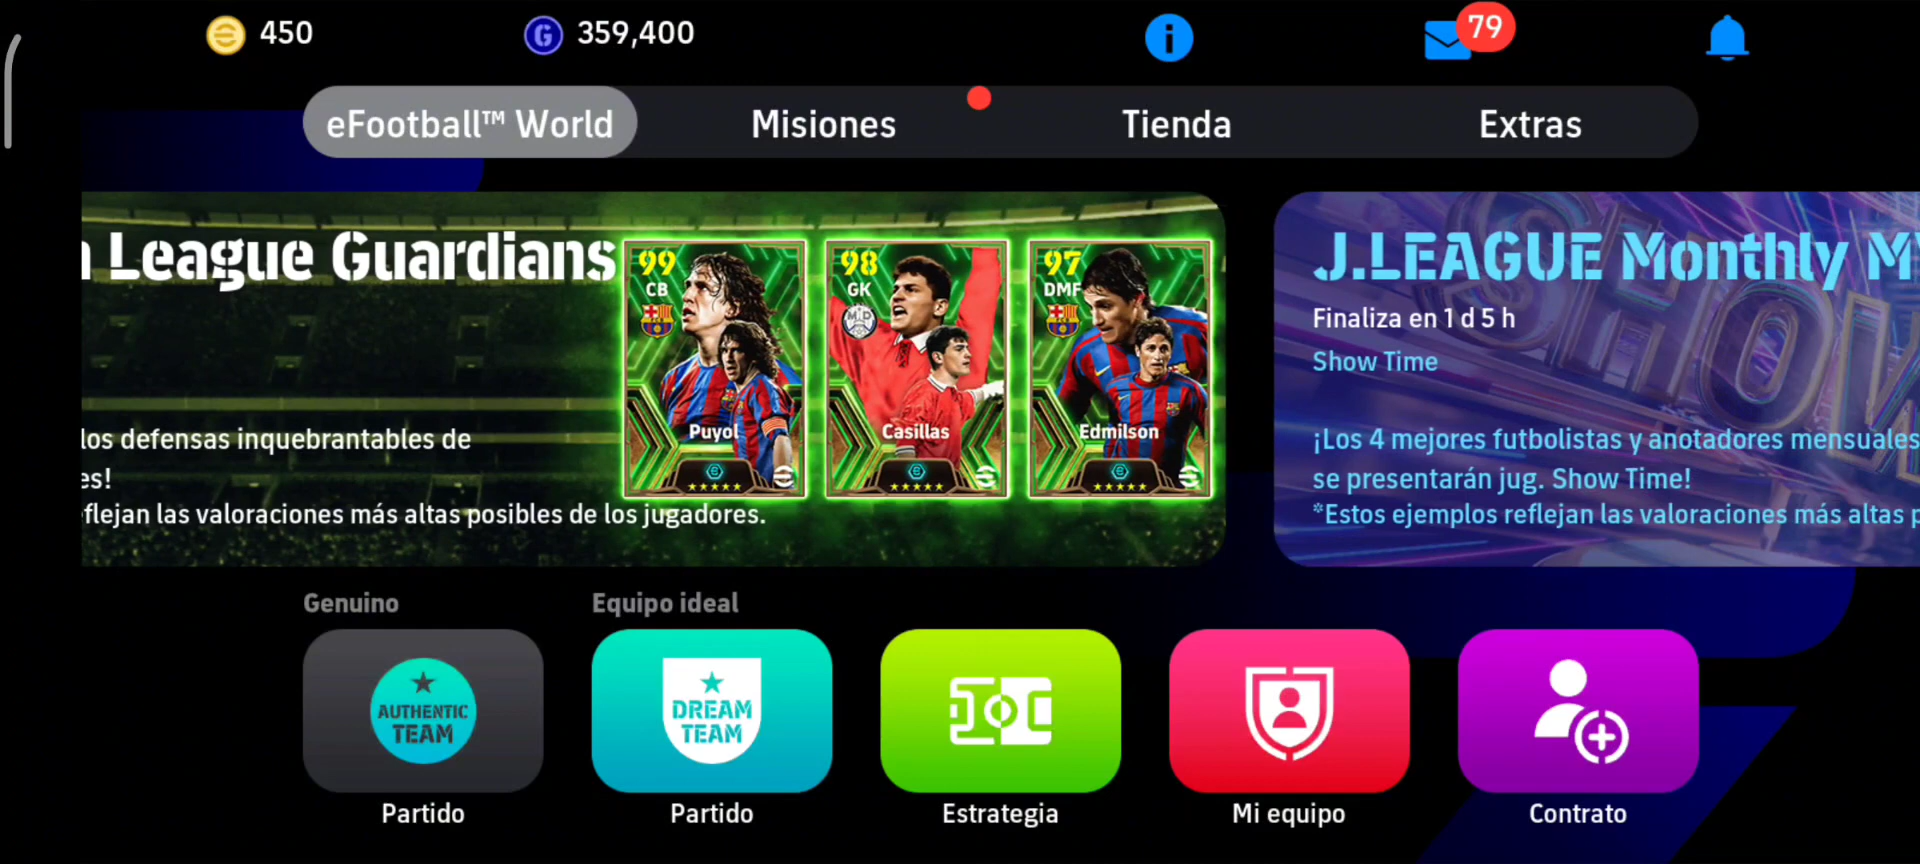 450
359,400
79
eFootball™ World
Misiones
Tienda
Extras
League Guardians
los defensas inquebrantables de
es!
flejan las valoraciones más altas posibles de los jugadores.
99
CB
Puyol
98
GK
Casillas
97
DMF
Edmilson
J.LEAGUE Monthly M
Finaliza en 1 d 5 h
Show Time
¡Los 4 mejores futbolistas y anotadores mensuales
se presentarán jug. Show Time!
*Estos ejemplos reflejan las valoraciones más altas p
Genuino
Equipo ideal
AUTHENTIC
TEAM
DREAM
TEAM
Partido
Partido
Estrategia
Mi equipo
Contrato